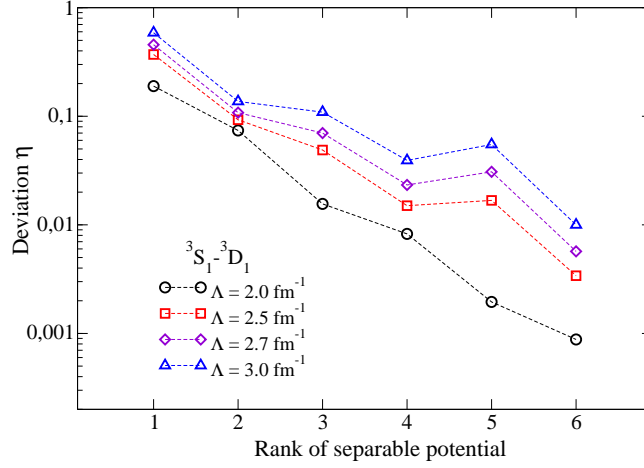 1
0.1
0.01
0,001
Deviation η
³S₁-³D₁
Λ = 2.0 fm⁻¹
Λ = 2.5 fm⁻¹
Λ = 2.7 fm⁻¹
Λ = 3.0 fm⁻¹
1 2 3 4 5 6
Rank of separable potential